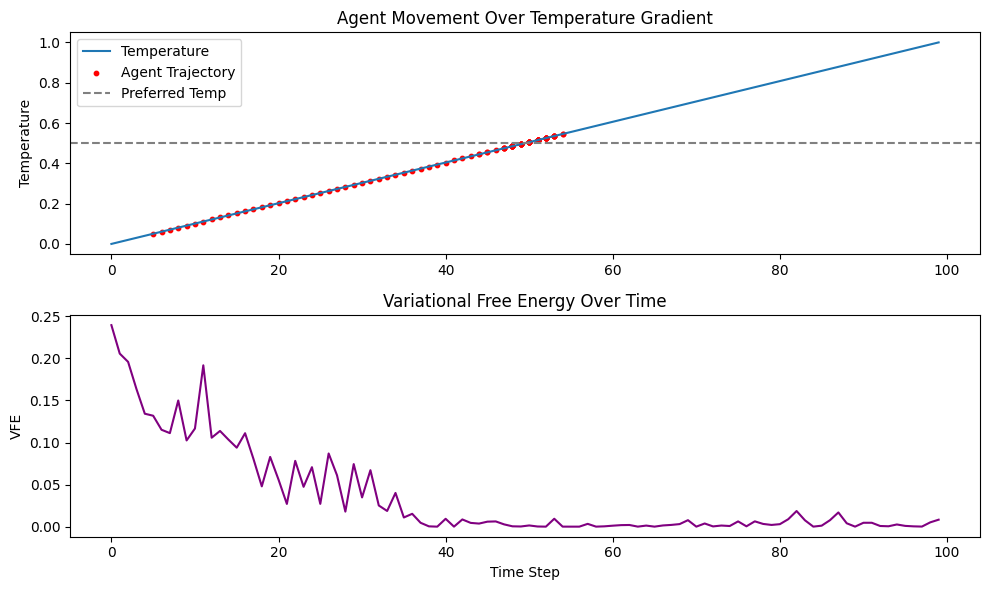 Agent Movement Over Temperature Gradient
1.0
0.8
0.6
0.4
0.2
0.0
Temperature
Temperature
Agent Trajectory
Preferred Temp
0 20 40 60 80 100
Variational Free Energy Over Time
0.25
0.20
0.15
0.10
0.05
0.00
VFE
0 20 40 60 80 100
Time Step